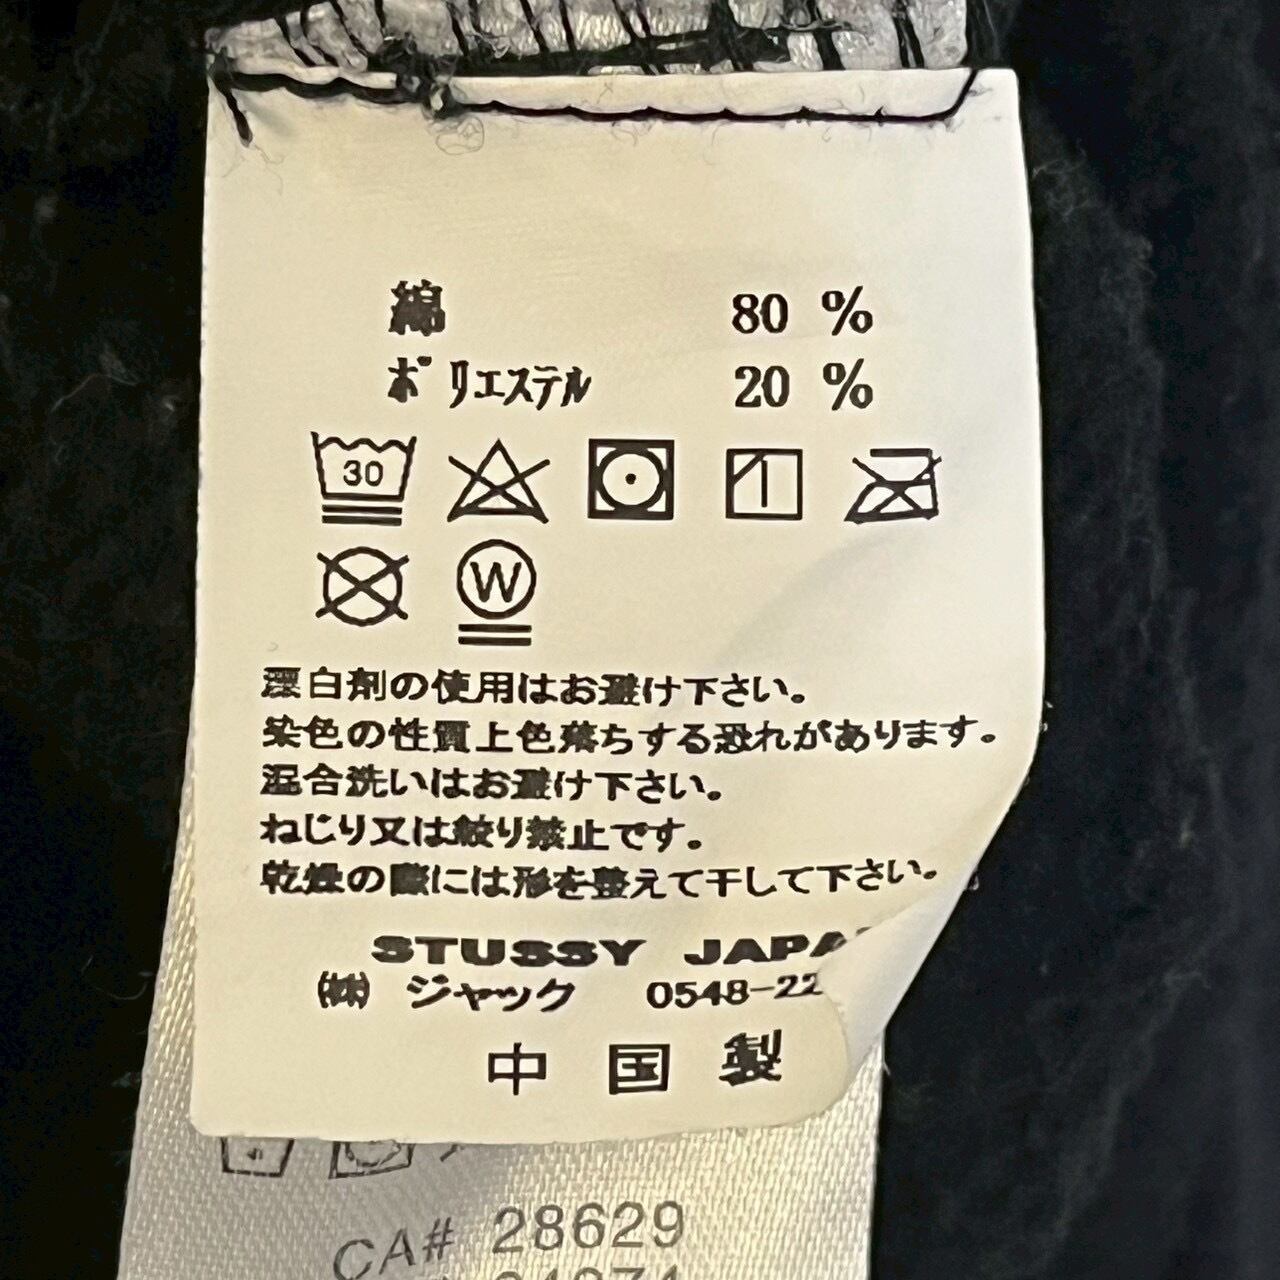 綿 80 %
ポリエステル 20 %
30
W
漂白剤の使用はお避け下さい。
染色の性質上色落ちする恐れがあります。
混合洗いはお避け下さい。
ねじり又は絞り禁止です。
乾燥の際には形を整えて干して下さい。
STUSSY JAPA
㈱ ジャック 0548-22
中国製
CA# 28629